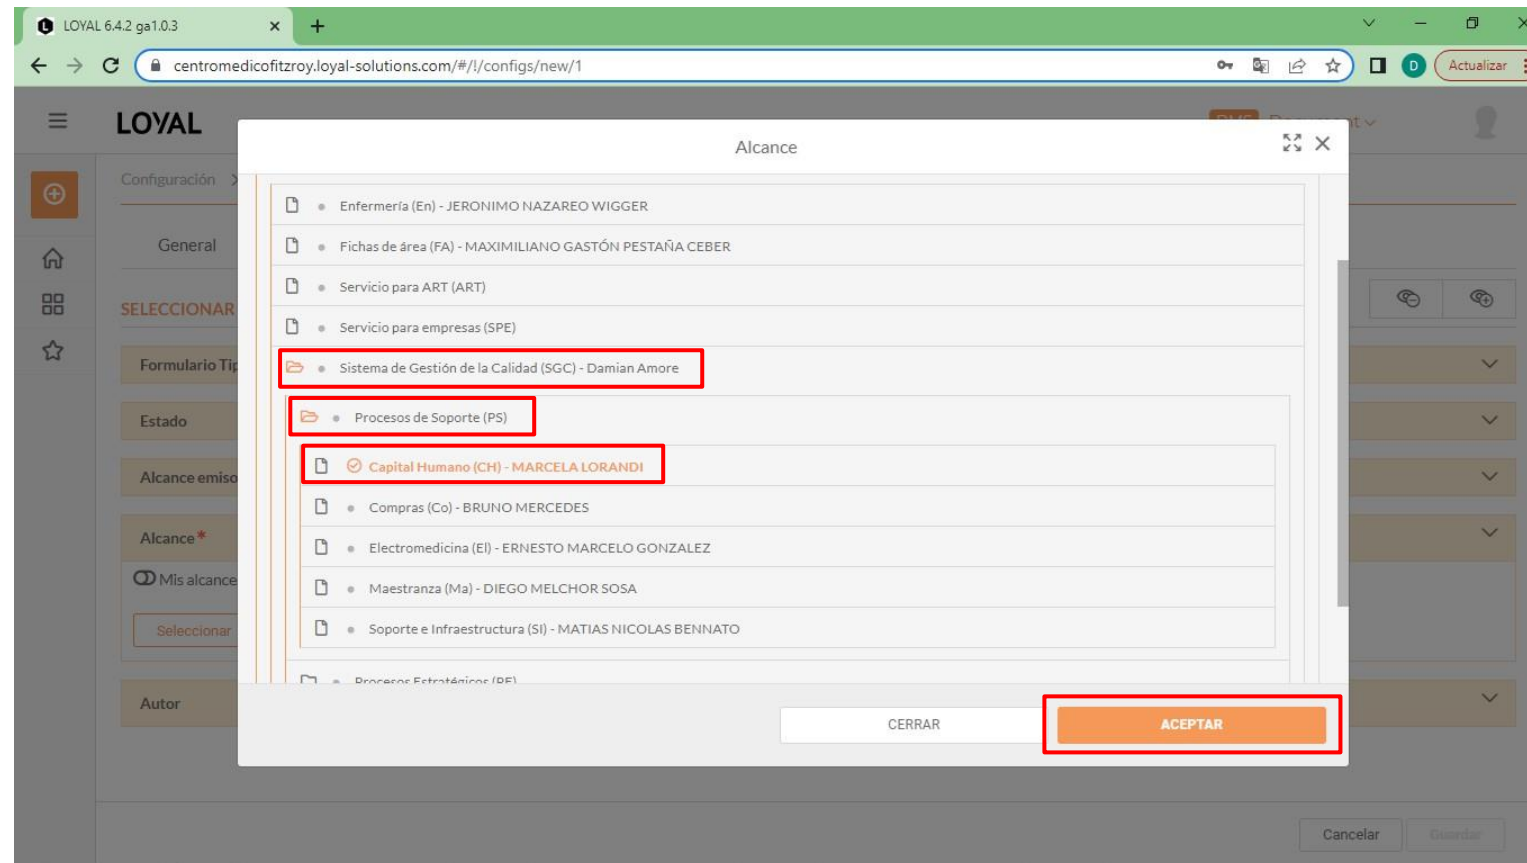 LOYAL 6.4.2 ga1.0.3
centromedicofitzroy.loyal-solutions.com/#/!/configs/new/1
D
Actualizar
LOYAL
Alcance
Configuración
General
SELECCIONAR
Formulario Tip
Estado
Alcance emiso
Alcance*
Mis alcance
Seleccionar
Autor
Enfermería (En) - JERONIMO NAZAREO WIGGER
Fichas de área (FA) - MAXIMILIANO GASTÓN PESTAÑA CEBER
Servicio para ART (ART)
Servicio para empresas (SPE)
Sistema de Gestión de la Calidad (SGC) - Damian Amore
Procesos de Soporte (PS)
Capital Humano (CH) - MARCELA LORANDI
Compras (Co) - BRUNO MERCEDES
Electromedicina (El) - ERNESTO MARCELO GONZALEZ
Maestranza (Ma) - DIEGO MELCHOR SOSA
Soporte e Infraestructura (SI) - MATIAS NICOLAS BENNATO
Procesos Estratégicos (PE)
CERRAR
ACEPTAR
Cancelar
Guardar